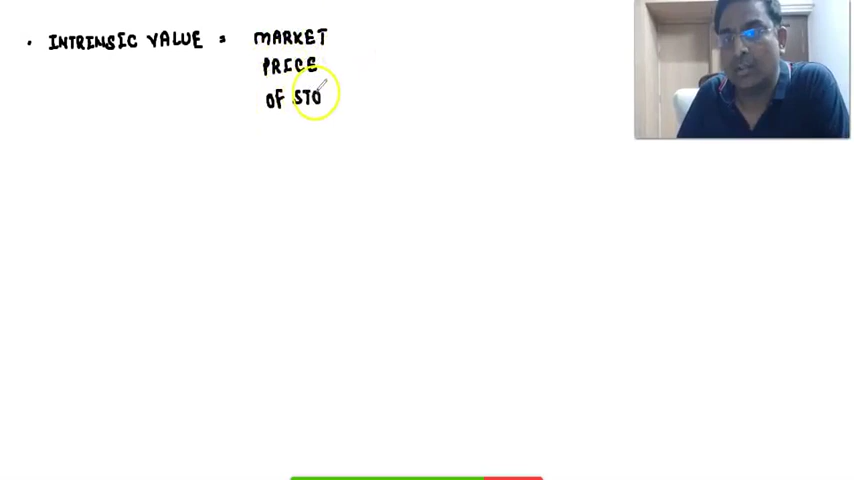 · INTRINSIC VALUE = MARKET
PRICE
OF STO